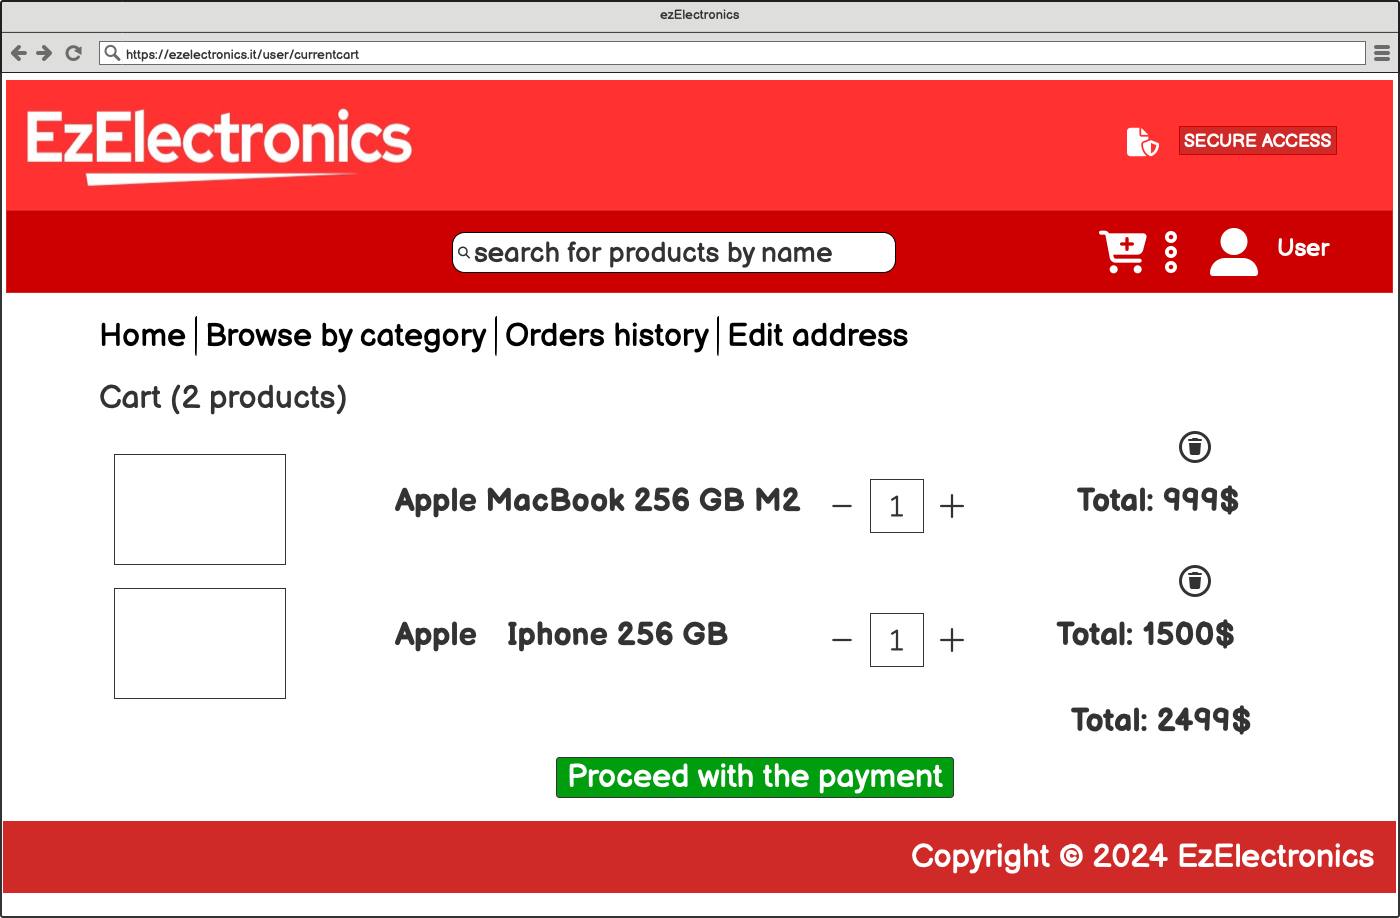 ezElectronics
https://ezelectronics.it/user/currentcart
EzElectronics
SECURE ACCESS
search for products by name
User
Home Browse by category Orders history Edit address
Cart (2 products)
Apple MacBook 256 GB M2 − 1 + Total: 999$
Apple Iphone 256 GB − 1 + Total: 1500$
Total: 2499$
Proceed with the payment
Copyright © 2024 EzElectronics